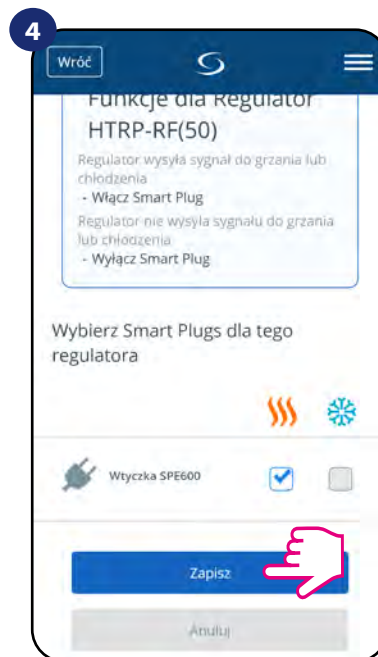 4
Wróć
Funkcje dla Regulator
HTRP-RF(50)
Regulator wysyła sygnał do grzania lub
chłodzenia
- Włącz Smart Plug
Regulator nie wysyła sygnału do grzania
lub chłodzenia
- Wyłącz Smart Plug
Wybierz Smart Plugs dla tego
regulatora
Wtyczka SPE600
Zapisz
Anuluj